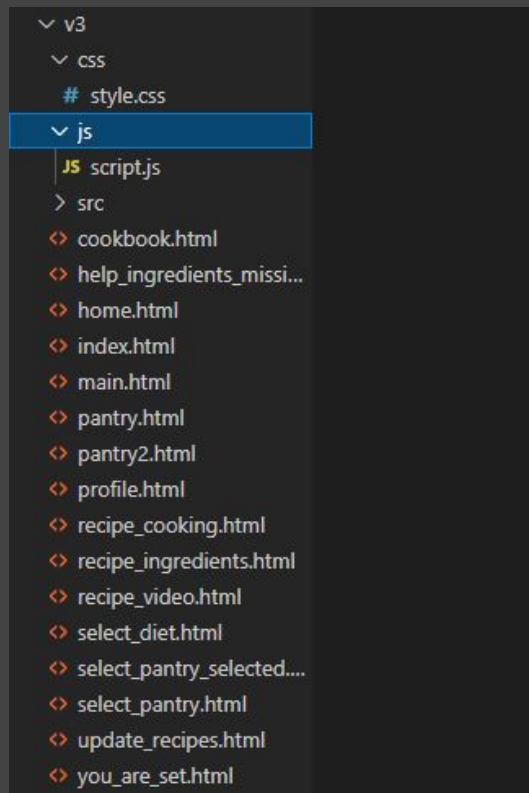 v3
css
# style.css
js
JS script.js
src
<> cookbook.html
<> help_ingredients_missi...
<> home.html
<> index.html
<> main.html
<> pantry.html
<> pantry2.html
<> profile.html
<> recipe_cooking.html
<> recipe_ingredients.html
<> recipe_video.html
<> select_diet.html
<> select_pantry_selected....
<> select_pantry.html
<> update_recipes.html
<> you_are_set.html